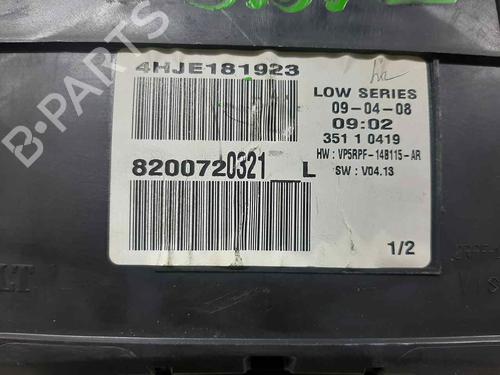 4HJE181923
LOW SERIES
09-04-08
09:02
351 1 0419
HW : VP5RPF-14B115-AR
SW : V04.13
8200720321__L
1/2
B-PARTS